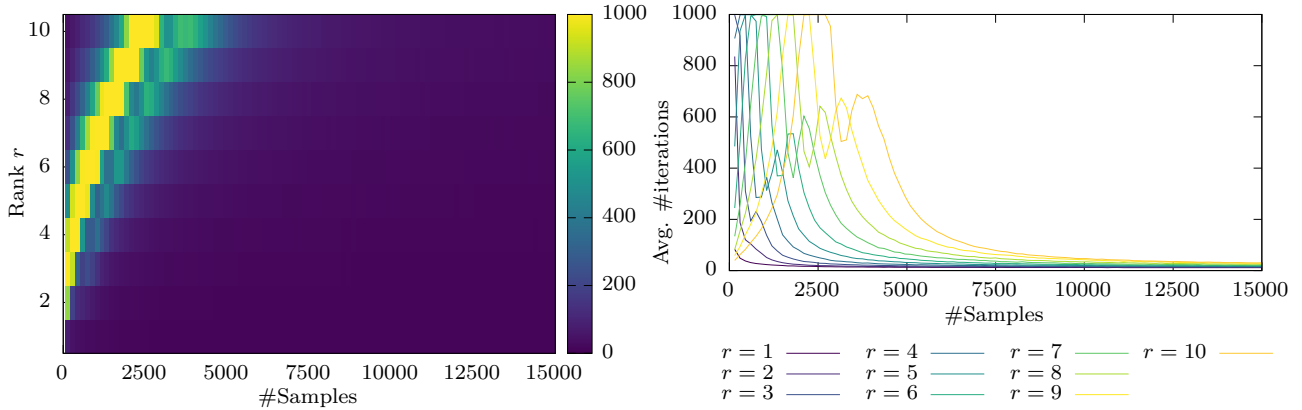 10
8
6
4
2
Rank r
0 2500 5000 7500 10000 12500 15000
#Samples
1000
800
600
400
200
0
1000
800
600
400
200
0
Avg. #iterations
0 2500 5000 7500 10000 12500 15000
#Samples
r = 1 r = 4 r = 7 r = 10
r = 2 r = 5 r = 8
r = 3 r = 6 r = 9